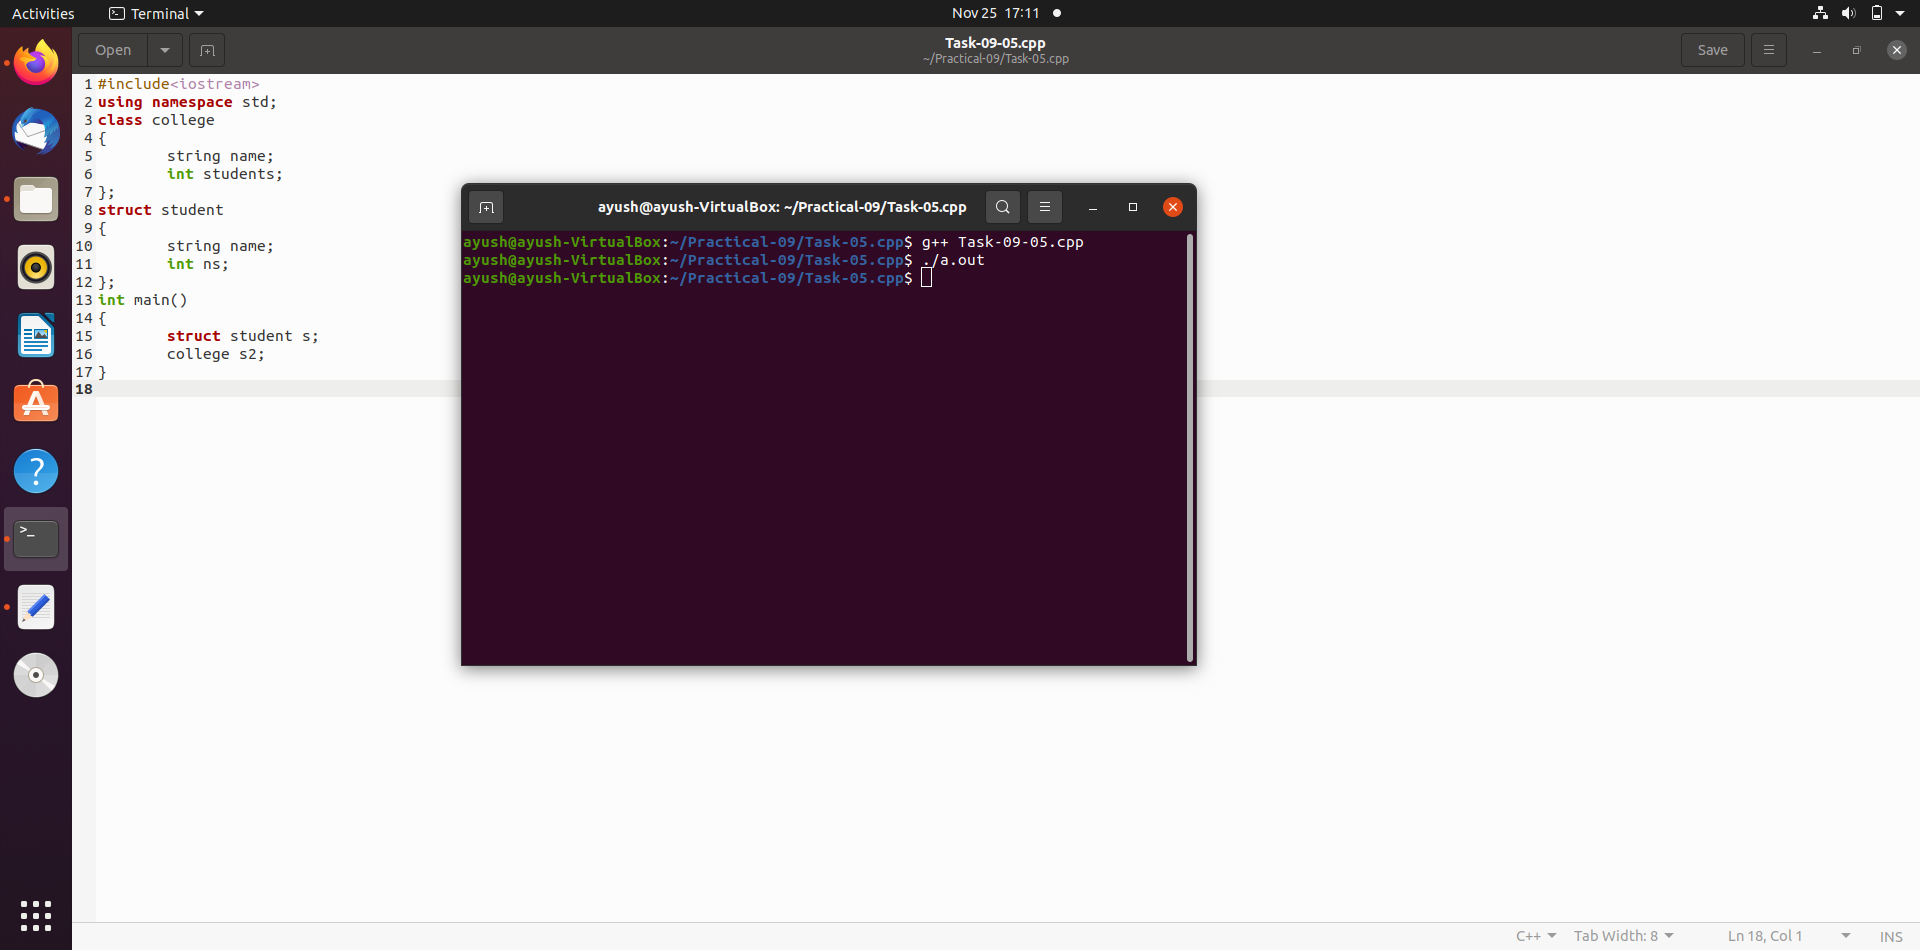 Activities Terminal Nov 25 17:11
Open Task-09-05.cpp Save
~/Practical-09/Task-05.cpp
1 #include<iostream>
2 using namespace std;
3 class college
4 {
5 string name;
6 int students;
7 };
8 struct student
9 {
10 string name;
11 int ns;
12 };
13 int main()
14 {
15 struct student s;
16 college s2;
17 }
18
ayush@ayush-VirtualBox: ~/Practical-09/Task-05.cpp
ayush@ayush-VirtualBox:~/Practical-09/Task-05.cpp$ g++ Task-09-05.cpp
ayush@ayush-VirtualBox:~/Practical-09/Task-05.cpp$ ./a.out
ayush@ayush-VirtualBox:~/Practical-09/Task-05.cpp$
C++ Tab Width: 8 Ln 18, Col 1 INS